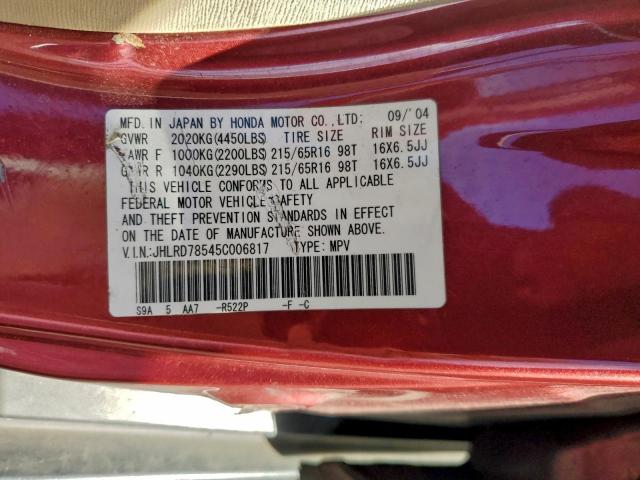 MFD. IN JAPAN BY HONDA MOTOR CO.,LTD; 09/'04
GVWR 2020KG(4450LBS) TIRE SIZE RIM SIZE
GAWR F 1000KG(2200LBS) 215/65R16 98T 16X6.5JJ
GAWR R 1040KG(2290LBS) 215/65R16 98T 16X6.5JJ
THIS VEHICLE CONFORMS TO ALL APPLICABLE
FEDERAL MOTOR VEHICLE SAFETY
AND THEFT PREVENTION STANDARDS IN EFFECT
ON THE DATE OF MANUFACTURE SHOWN ABOVE.
V.I.N.:JHLRD78545C006817 TYPE: MPV
S9A 5 AA7 -R522P -F -C